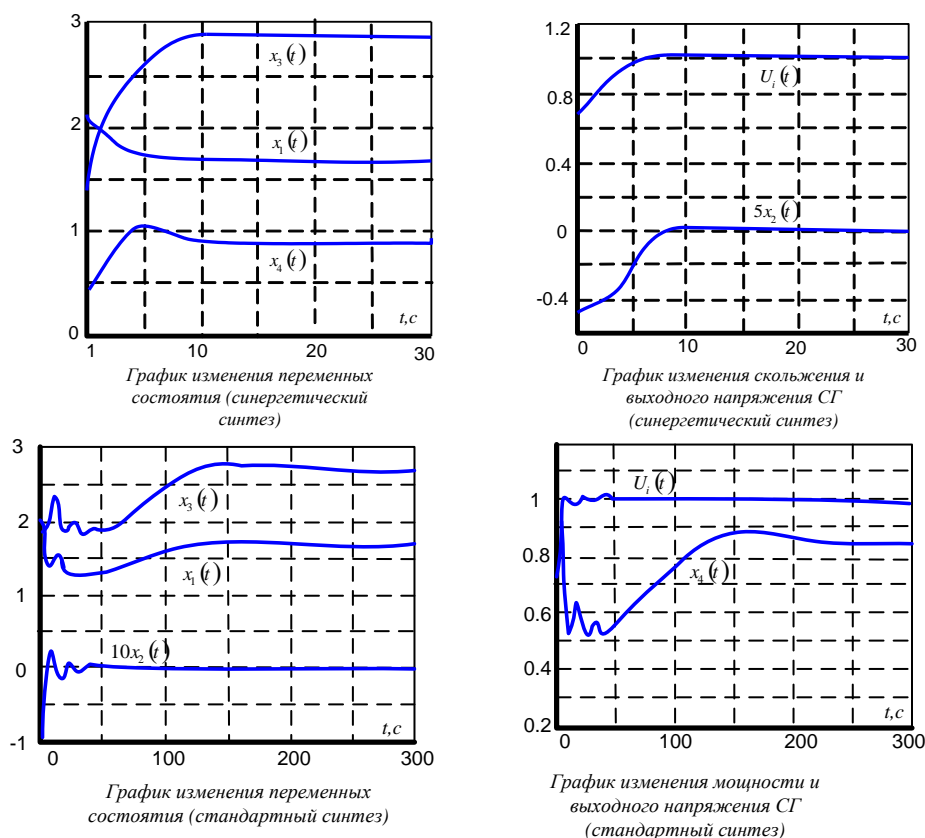 3
2
1
0
x₃(t)
x₁(t)
x₄(t)
t,c
1 10 20 30
График изменения переменных
состоятия (синергетический
синтез)
1.2
0.8
0
-0.4
Uᵢ(t)
5x₂(t)
0 10 20 30
График изменения скольжения и
выходного напряжения СГ
(синергетический синтез)
3
2
1
0
-1
x₃(t)
x₁(t)
10x₂(t)
t,c
0 100 200 300
График изменения переменных
состоятия (стандартный синтез)
1
0.8
0.6
0.4
0.2
Uᵢ(t)
x₄(t)
t,c
0 100 200 300
График изменения мощности и
выходного напряжения СГ
(стандартный синтез)